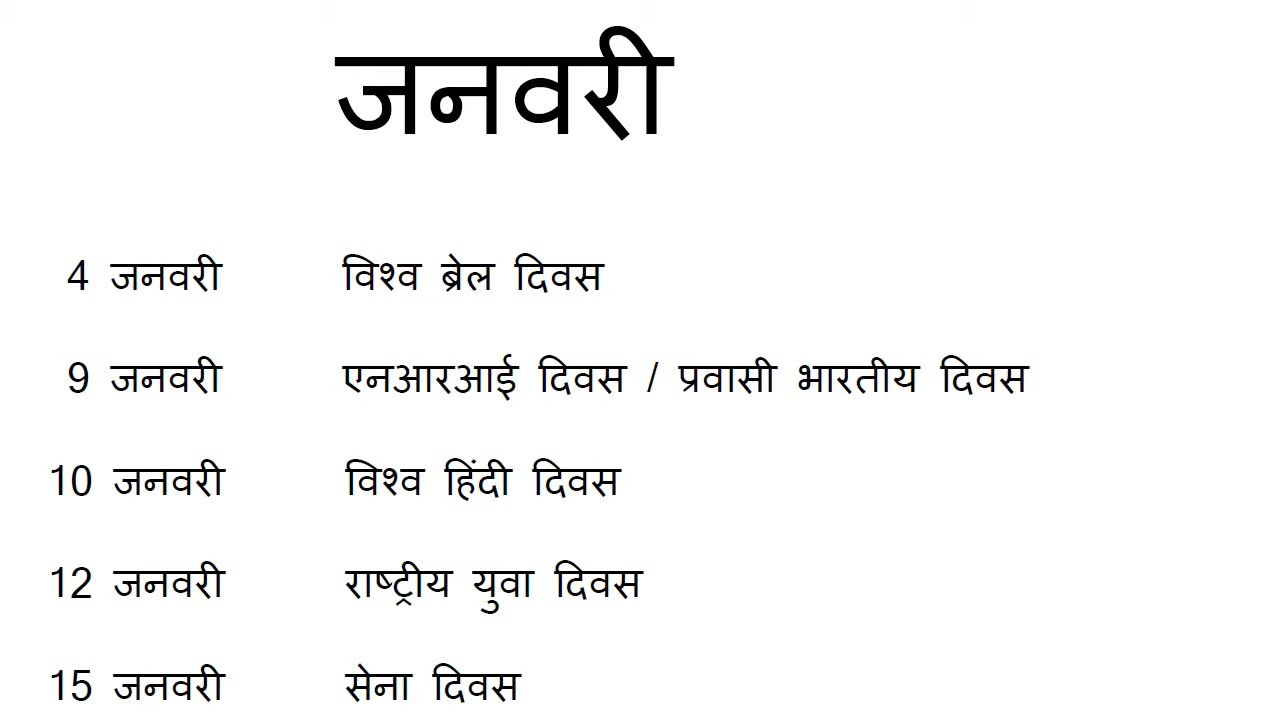 जनवरी
4 जनवरी विश्व ब्रेल दिवस
9 जनवरी एनआरआई दिवस / प्रवासी भारतीय दिवस
10 जनवरी विश्व हिंदी दिवस
12 जनवरी राष्ट्रीय युवा दिवस
15 जनवरी सेना दिवस